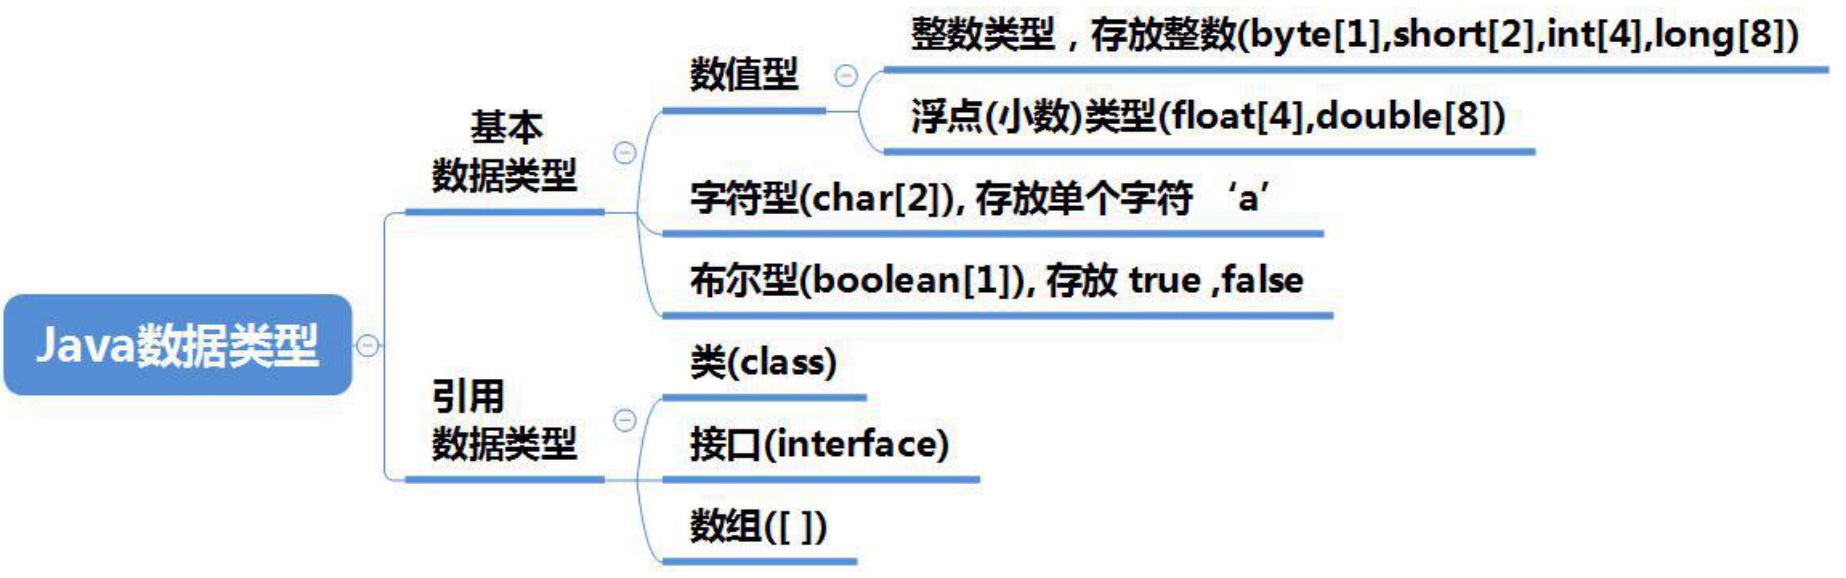 整数类型，存放整数(byte[1],short[2],int[4],long[8])
数值型
浮点(小数)类型(float[4],double[8])
基本
数据类型
字符型(char[2]), 存放单个字符 ‘a’
布尔型(boolean[1]), 存放 true ,false
Java数据类型
类(class)
引用
数据类型
接口(interface)
数组([ ])